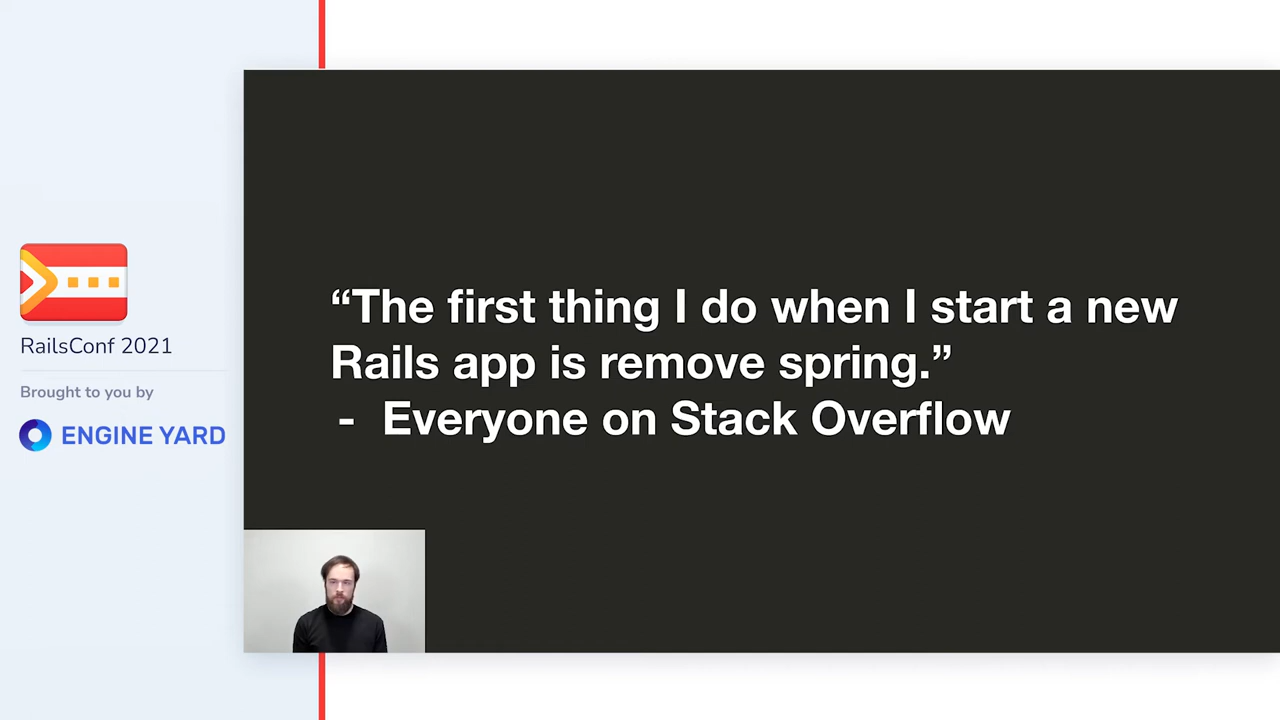 RailsConf 2021
Brought to you by
ENGINE YARD
“The first thing I do when I start a new
Rails app is remove spring.”
- Everyone on Stack Overflow